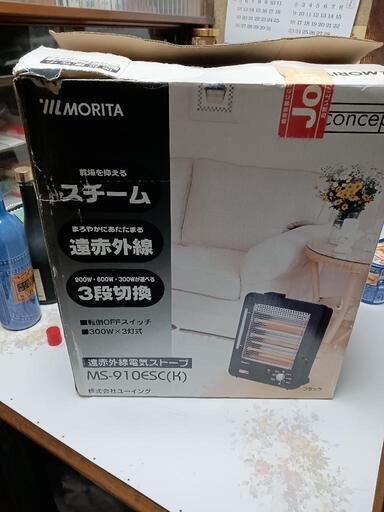 MORITA
MORITA
JO
concep
乾燥を抑える
スチーム
まろやかにあたたまる
遠赤外線
900W・600W・300Wが選べる
3段切換
■転倒OFFスイッチ
■300W×3灯式
遠赤外線電気ストーブ
MS-910ESC(K)
株式会社ユーイング
ブラック